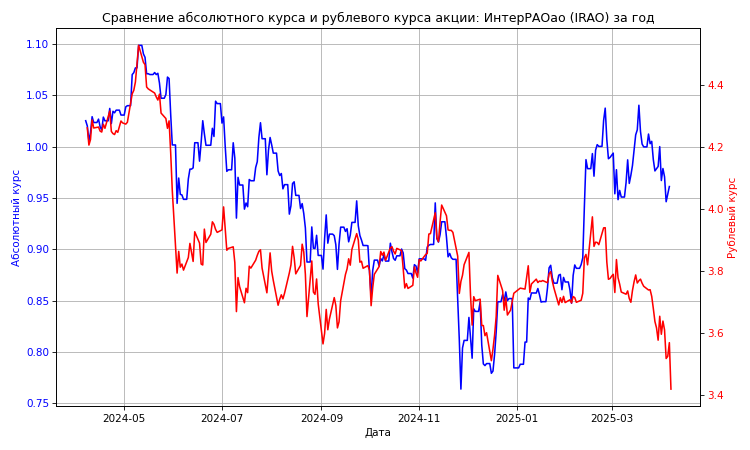 Сравнение абсолютного курса и рублевого курса акции: ИнтерРАОао (IRAO) за год
1.10
1.05
1.00
0.95
0.90
0.85
0.80
0.75
Абсолютный курс
4.4
4.2
4.0
3.8
3.6
3.4
Рублевый курс
2024-05 2024-07 2024-09 2024-11 2025-01 2025-03
Дата